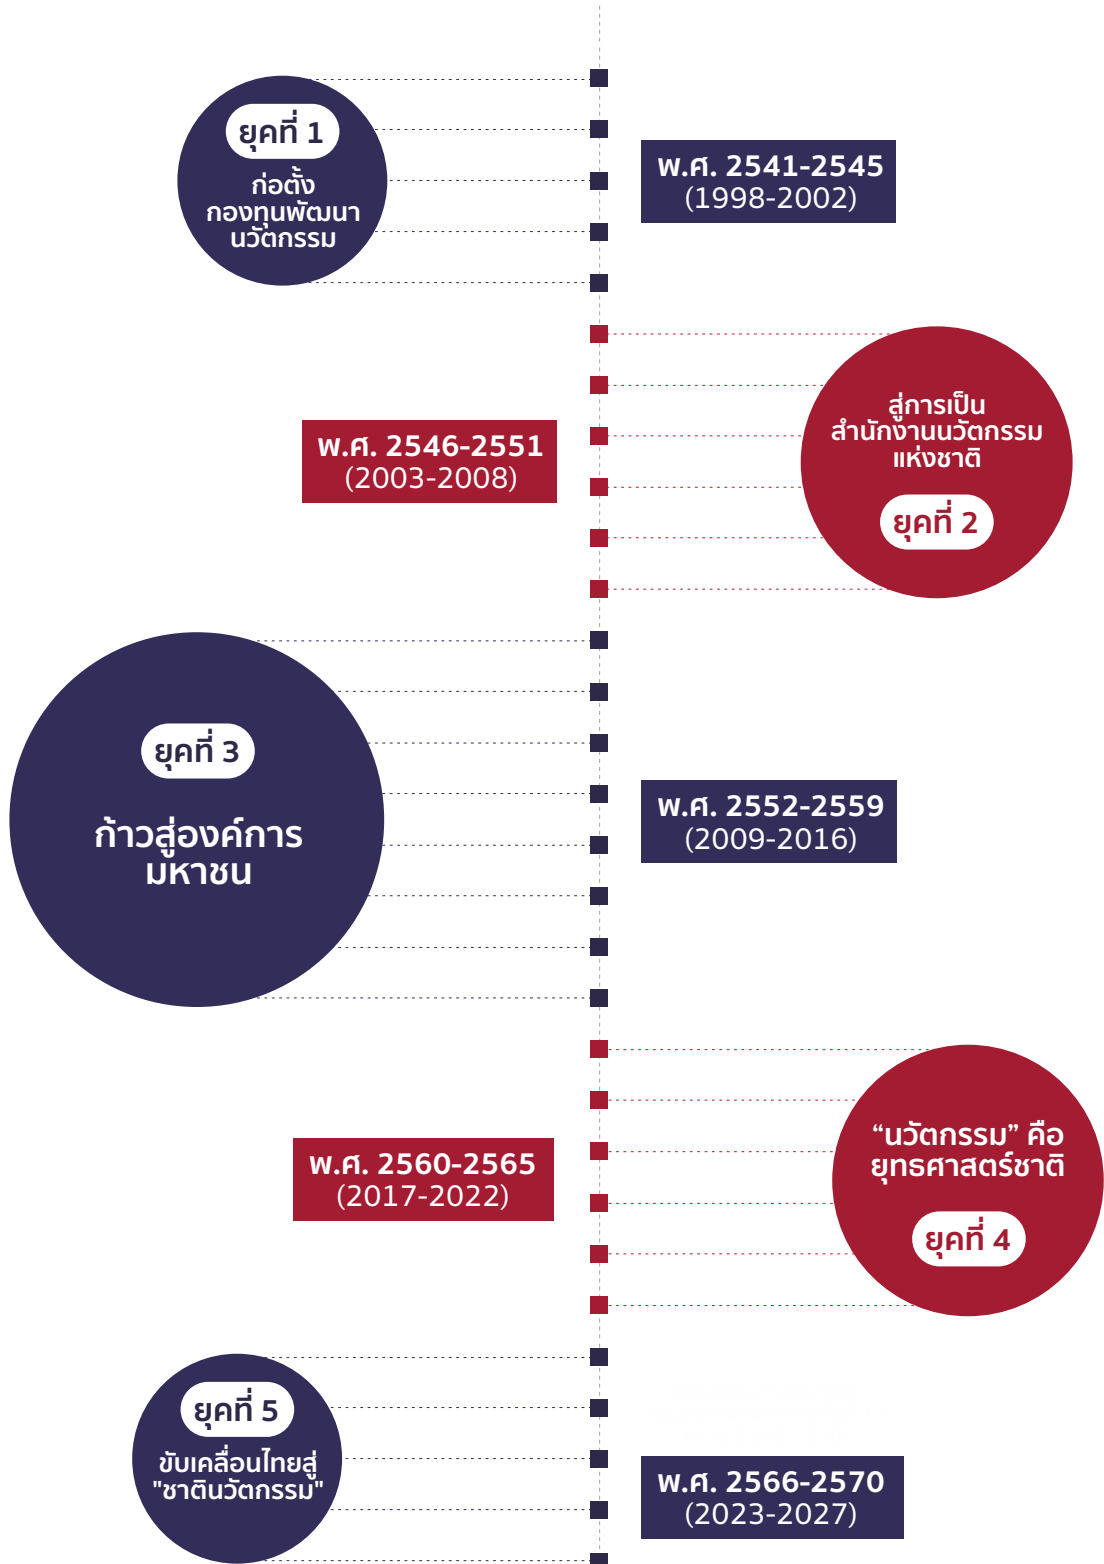 ยุคที่ 1
ก่อตั้ง
กองทุนพัฒนา
นวัตกรรม
พ.ศ. 2541-2545
(1998-2002)
สู่การเป็น
สำนักงานนวัตกรรม
แห่งชาติ
ยุคที่ 2
พ.ศ. 2546-2551
(2003-2008)
ยุคที่ 3
ก้าวสู่องค์การ
มหาชน
พ.ศ. 2552-2559
(2009-2016)
“นวัตกรรม” คือ
ยุทธศาสตร์ชาติ
ยุคที่ 4
พ.ศ. 2560-2565
(2017-2022)
ยุคที่ 5
ขับเคลื่อนไทยสู่
"ชาตินวัตกรรม"
พ.ศ. 2566-2570
(2023-2027)